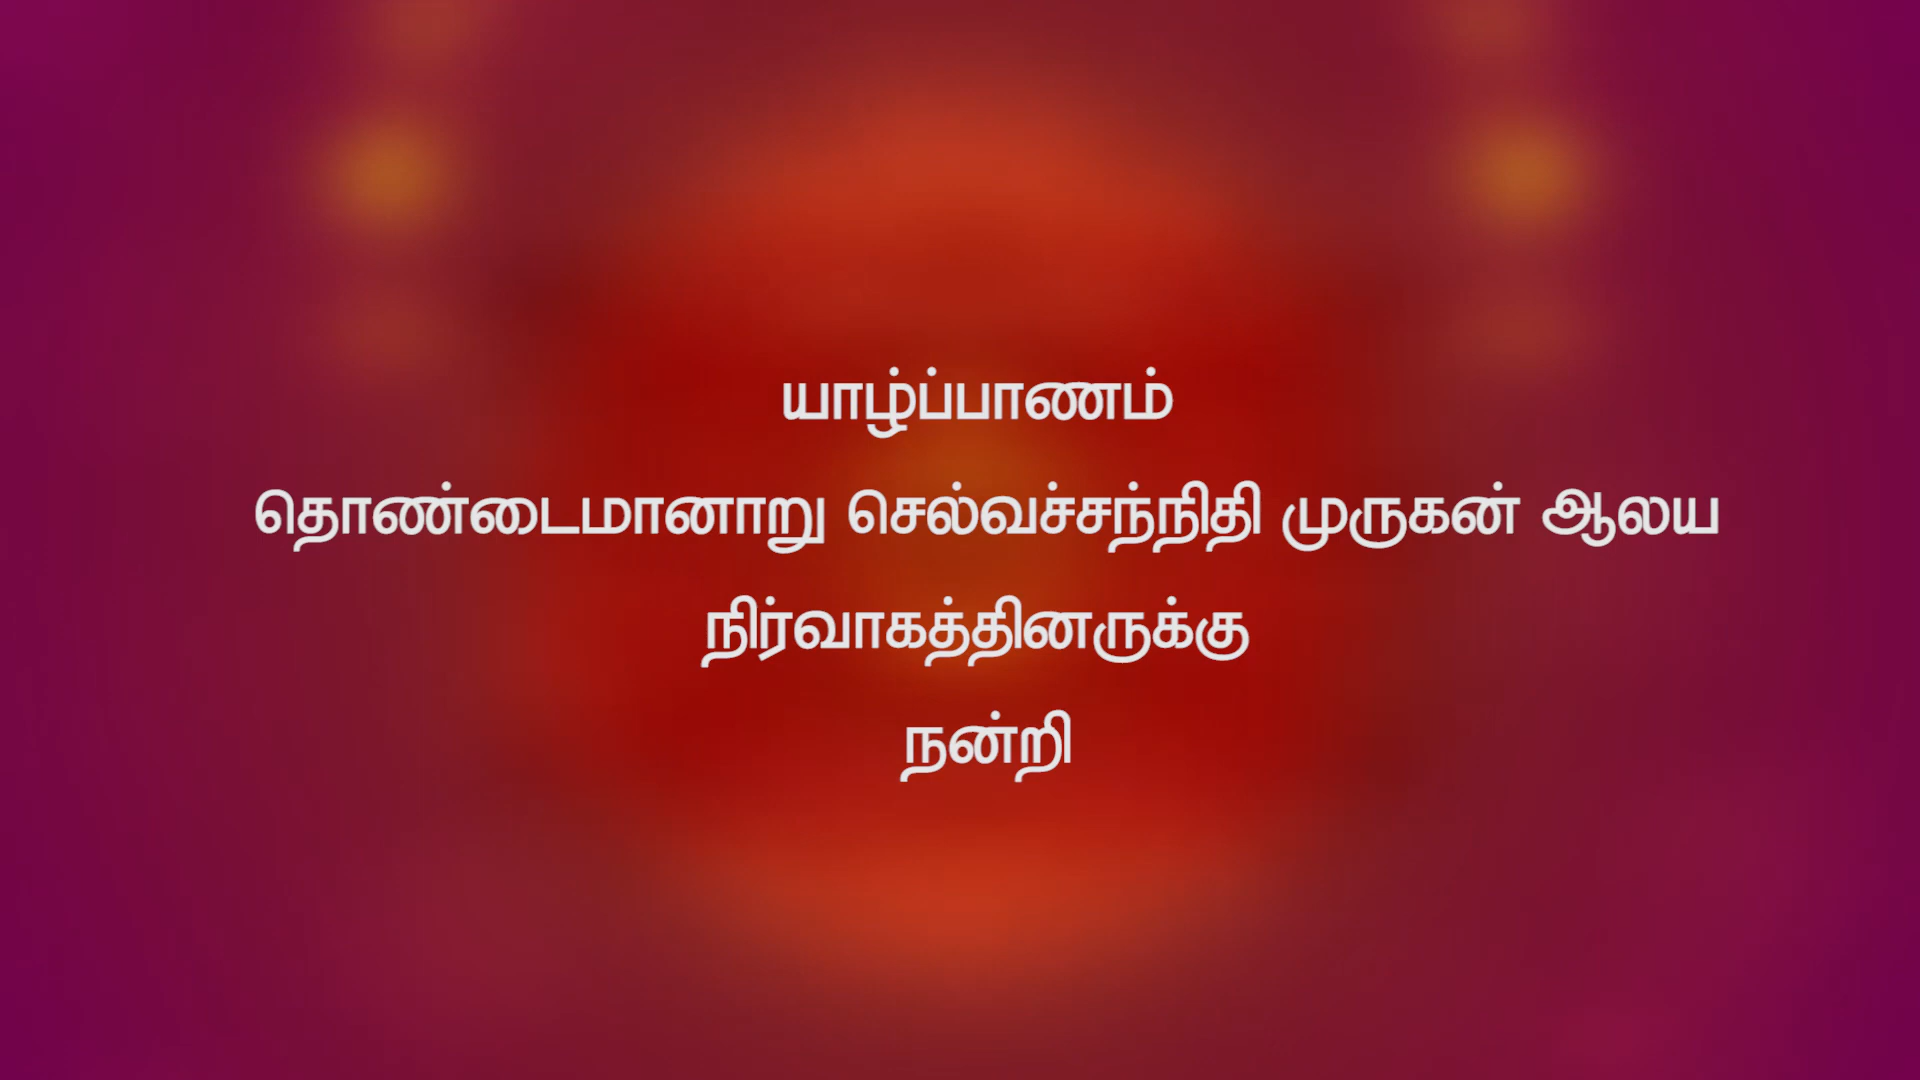 யாழ்ப்பாணம்
தொண்டைமானாறு செல்வச்சந்நிதி முருகன் ஆலய
நிர்வாகத்தினருக்கு
நன்றி